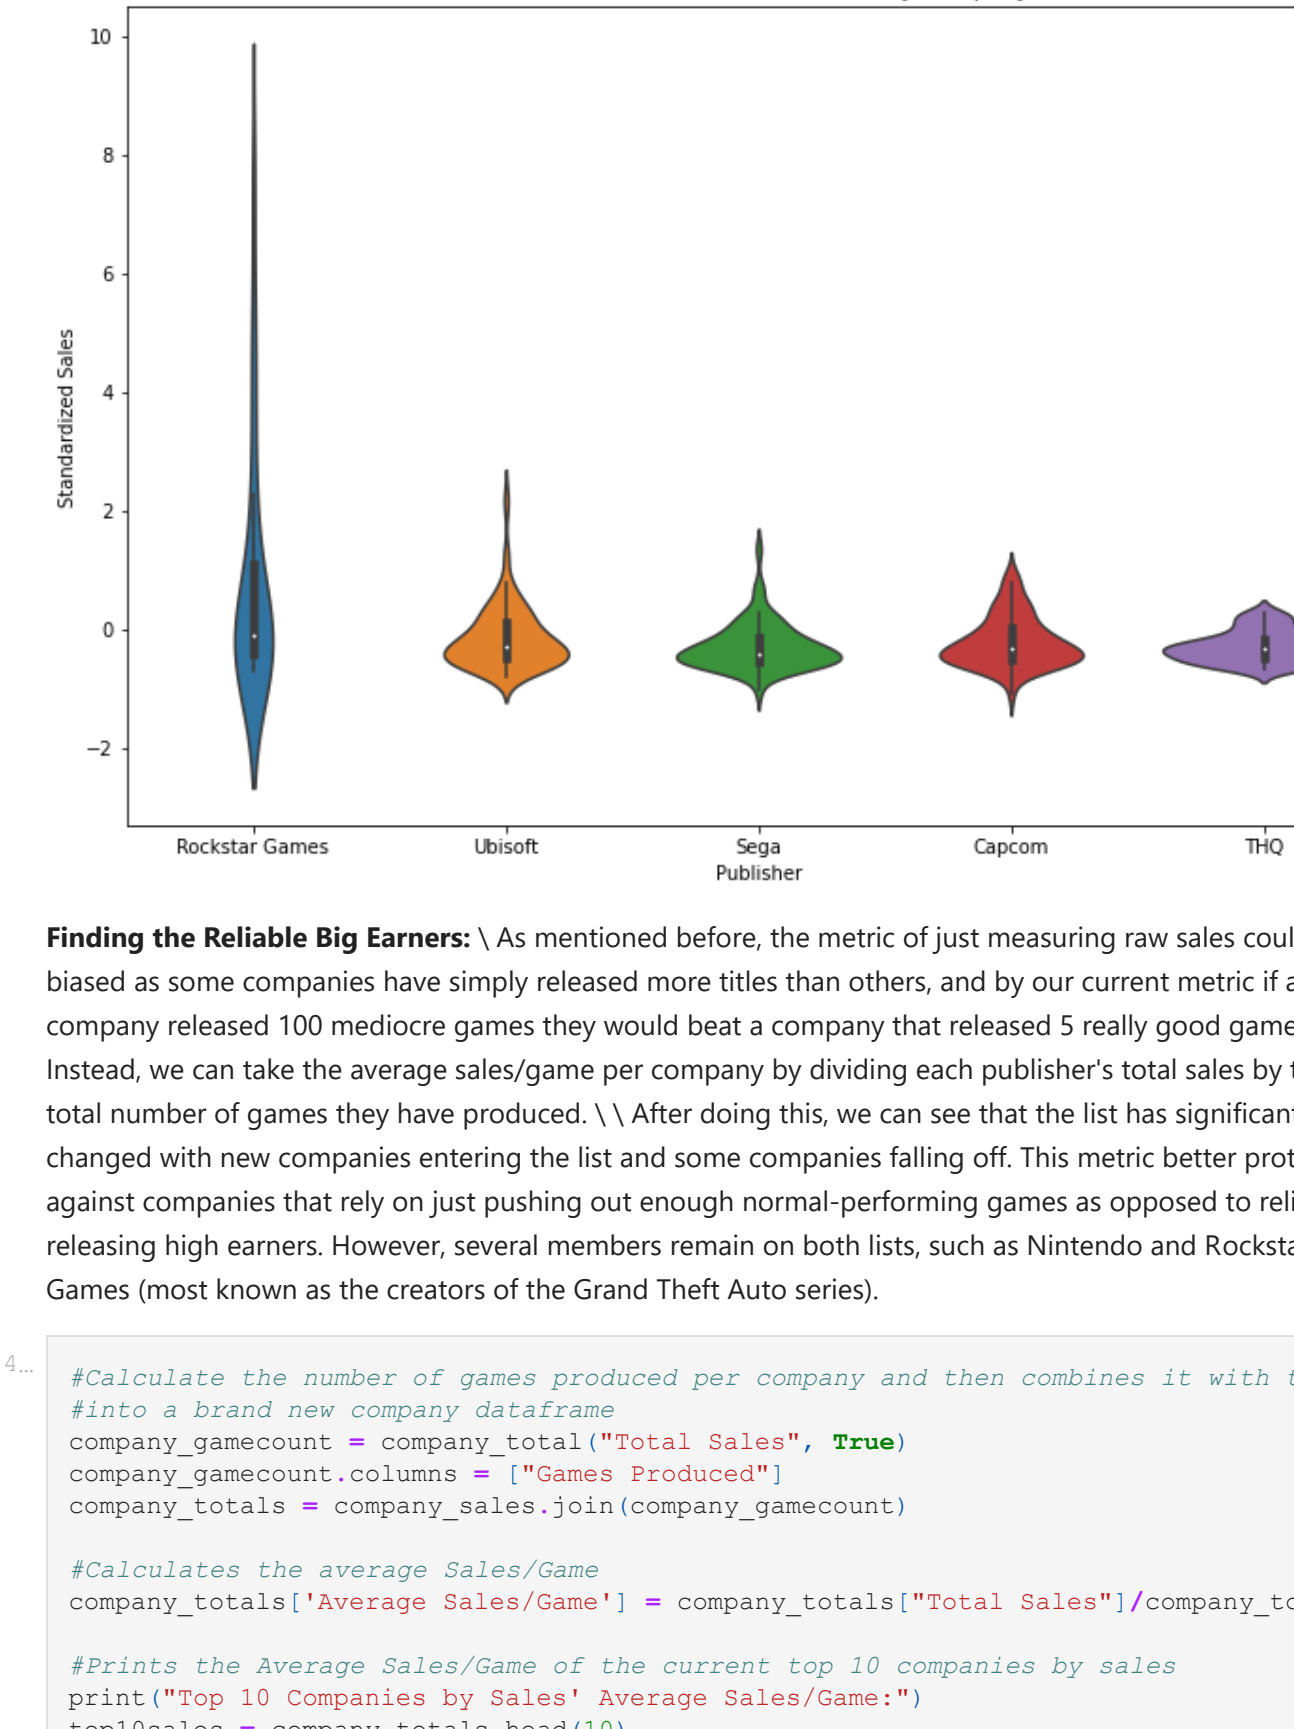 10
8
6
4
2
0
−2
Standardized Sales
Rockstar Games Ubisoft Sega Capcom THQ
Publisher
Finding the Reliable Big Earners: \ As mentioned before, the metric of just measuring raw sales coul
biased as some companies have simply released more titles than others, and by our current metric if a
company released 100 mediocre games they would beat a company that released 5 really good game
Instead, we can take the average sales/game per company by dividing each publisher's total sales by t
total number of games they have produced. \ \ After doing this, we can see that the list has significant
changed with new companies entering the list and some companies falling off. This metric better prot
against companies that rely on just pushing out enough normal-performing games as opposed to reli
releasing high earners. However, several members remain on both lists, such as Nintendo and Rocksta
Games (most known as the creators of the Grand Theft Auto series).
4...
#Calculate the number of games produced per company and then combines it with t
#into a brand new company dataframe
company_gamecount = company_total("Total Sales", True)
company_gamecount.columns = ["Games Produced"]
company_totals = company_sales.join(company_gamecount)
#Calculates the average Sales/Game
company_totals['Average Sales/Game'] = company_totals["Total Sales"]/company_to
#Prints the Average Sales/Game of the current top 10 companies by sales
print("Top 10 Companies by Sales' Average Sales/Game:")
top10sales = company_totals.head(10)